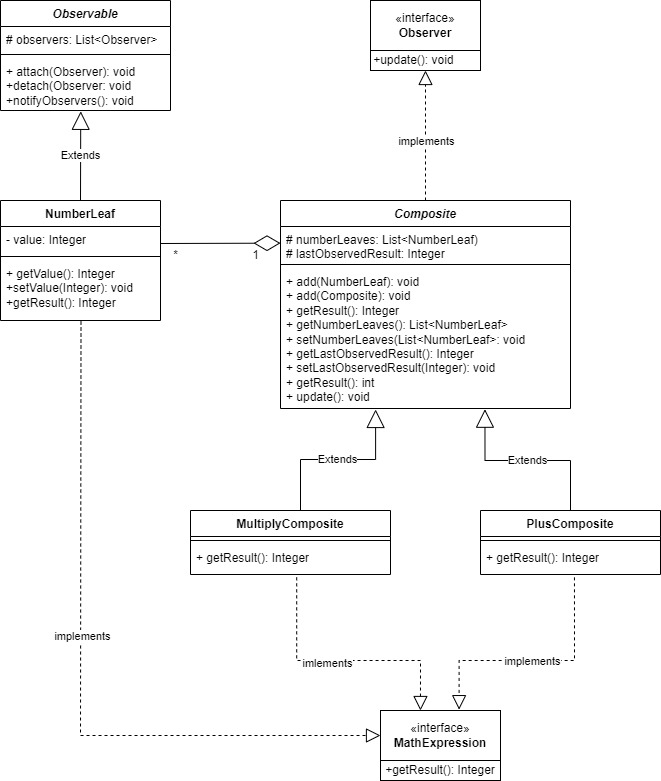 Observable
# observers: List<Observer>
+ attach(Observer): void
+detach(Observer: void
+notifyObservers(): void
«interface»
Observer
+update(): void
Extends
implements
NumberLeaf
- value: Integer
+ getValue(): Integer
+setValue(Integer): void
+getResult(): Integer
*
1
Composite
# numberLeaves: List<NumberLeaf)
# lastObservedResult: Integer
+ add(NumberLeaf): void
+ add(Composite): void
+ getResult(): Integer
+ getNumberLeaves(): List<NumberLeaf>
+ setNumberLeaves(List<NumberLeaf>: void
+ getLastObservedResult(): Integer
+ setLastObservedResult(Integer): void
+ getResult(): int
+ update(): void
Extends
Extends
MultiplyComposite
+ getResult(): Integer
PlusComposite
+ getResult(): Integer
implements
imlements
implements
«interface»
MathExpression
+getResult(): Integer